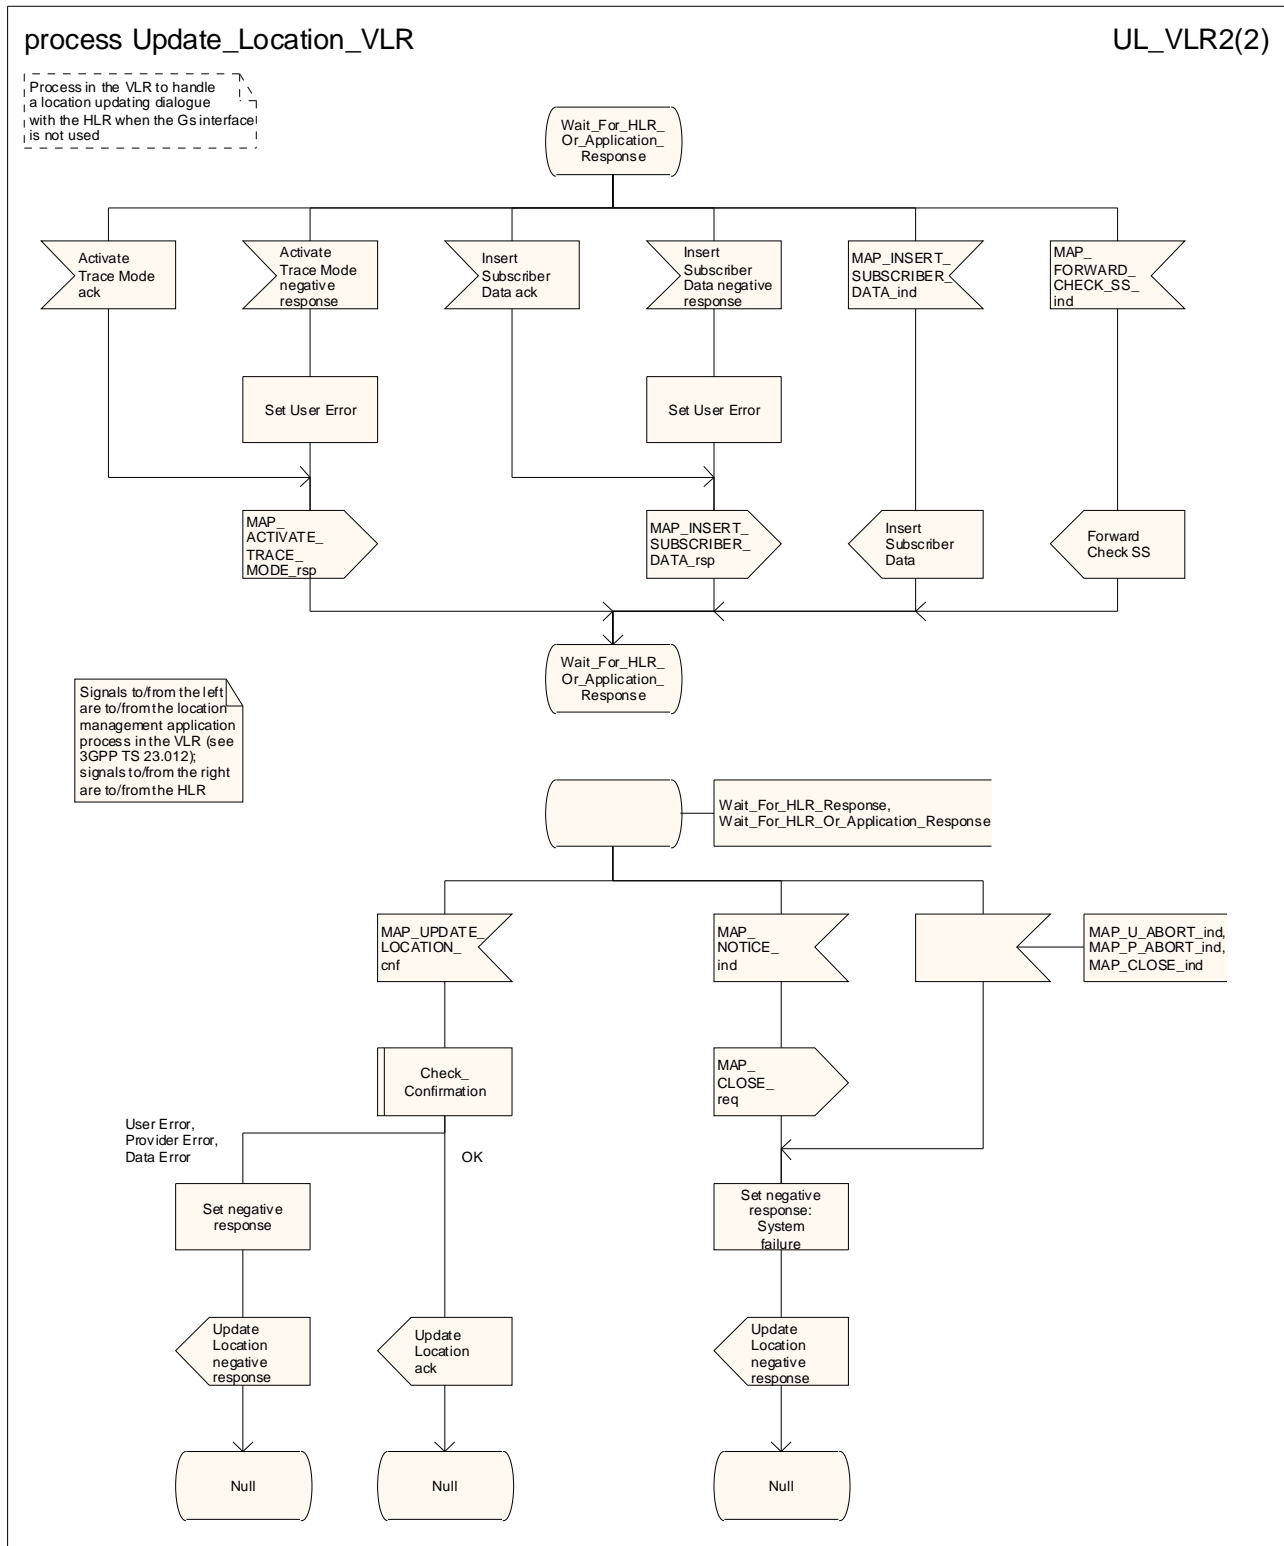 process Update_Location_VLR
UL_VLR2(2)
Process in the VLR to handle
a location updating dialogue
with the HLR when the Gs interface
is not used
Wait_For_HLR_
Or_Application_
Response
Activate
Trace Mode
ack
Activate
Trace Mode
negative
response
Insert
Subscriber
Data ack
Insert
Subscriber
Data negative
response
MAP_INSERT_
SUBSCRIBER_
DATA_ind
MAP_
FORWARD_
CHECK_SS_
ind
Set User Error
Set User Error
MAP_
ACTIVATE_
TRACE_
MODE_rsp
MAP_INSERT_
SUBSCRIBER_
DATA_rsp
Insert
Subscriber
Data
Forward
Check SS
Wait_For_HLR_
Or_Application_
Response
Signals to/from the left
are to/from the location
management application
process in the VLR (see
3GPP TS 23.012);
signals to/from the right
are to/from the HLR
Wait_For_HLR_Response,
Wait_For_HLR_Or_Application_Response
MAP_UPDATE_
LOCATION_
cnf
MAP_
NOTICE_
ind
MAP_U_ABORT_ind,
MAP_P_ABORT_ind,
MAP_CLOSE_ind
Check_
Confirmation
MAP_
CLOSE_
req
User Error,
Provider Error,
Data Error
OK
Set negative
response
Set negative
response:
System
failure
Update
Location
negative
response
Update
Location
ack
Update
Location
negative
response
Null
Null
Null